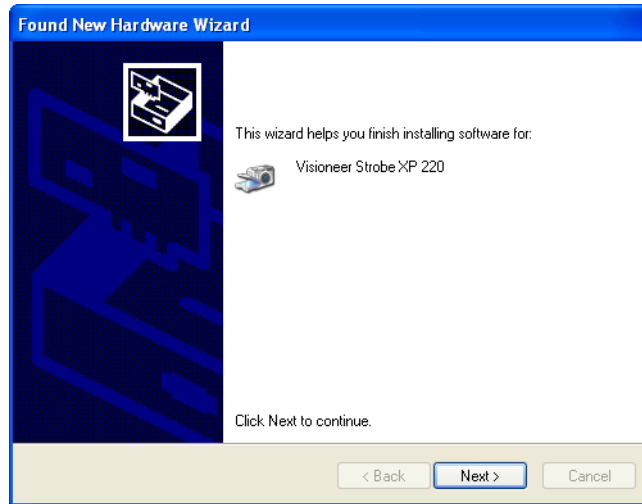 Found New Hardware Wizard
This wizard helps you finish installing software for:
Visioneer Strobe XP 220
Click Next to continue.
< Back Next > Cancel